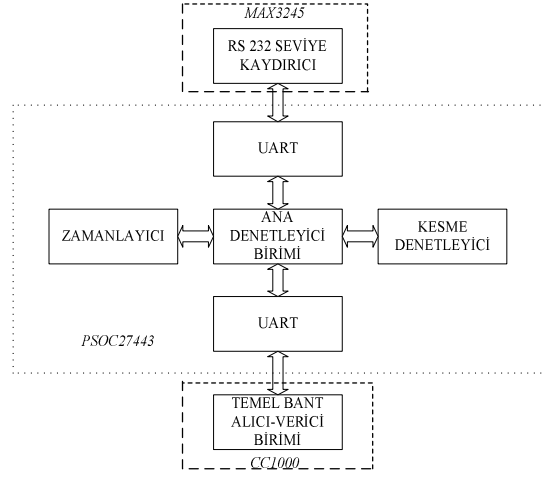 MAX3245
RS 232 SEVİYE
KAYDIRICI
UART
ZAMANLAYICI
ANA
DENETLEYİCİ
BİRİMİ
KESME
DENETLEYİCİ
UART
PSOC27443
TEMEL BANT
ALICI-VERİCİ
BİRİMİ
CC1000